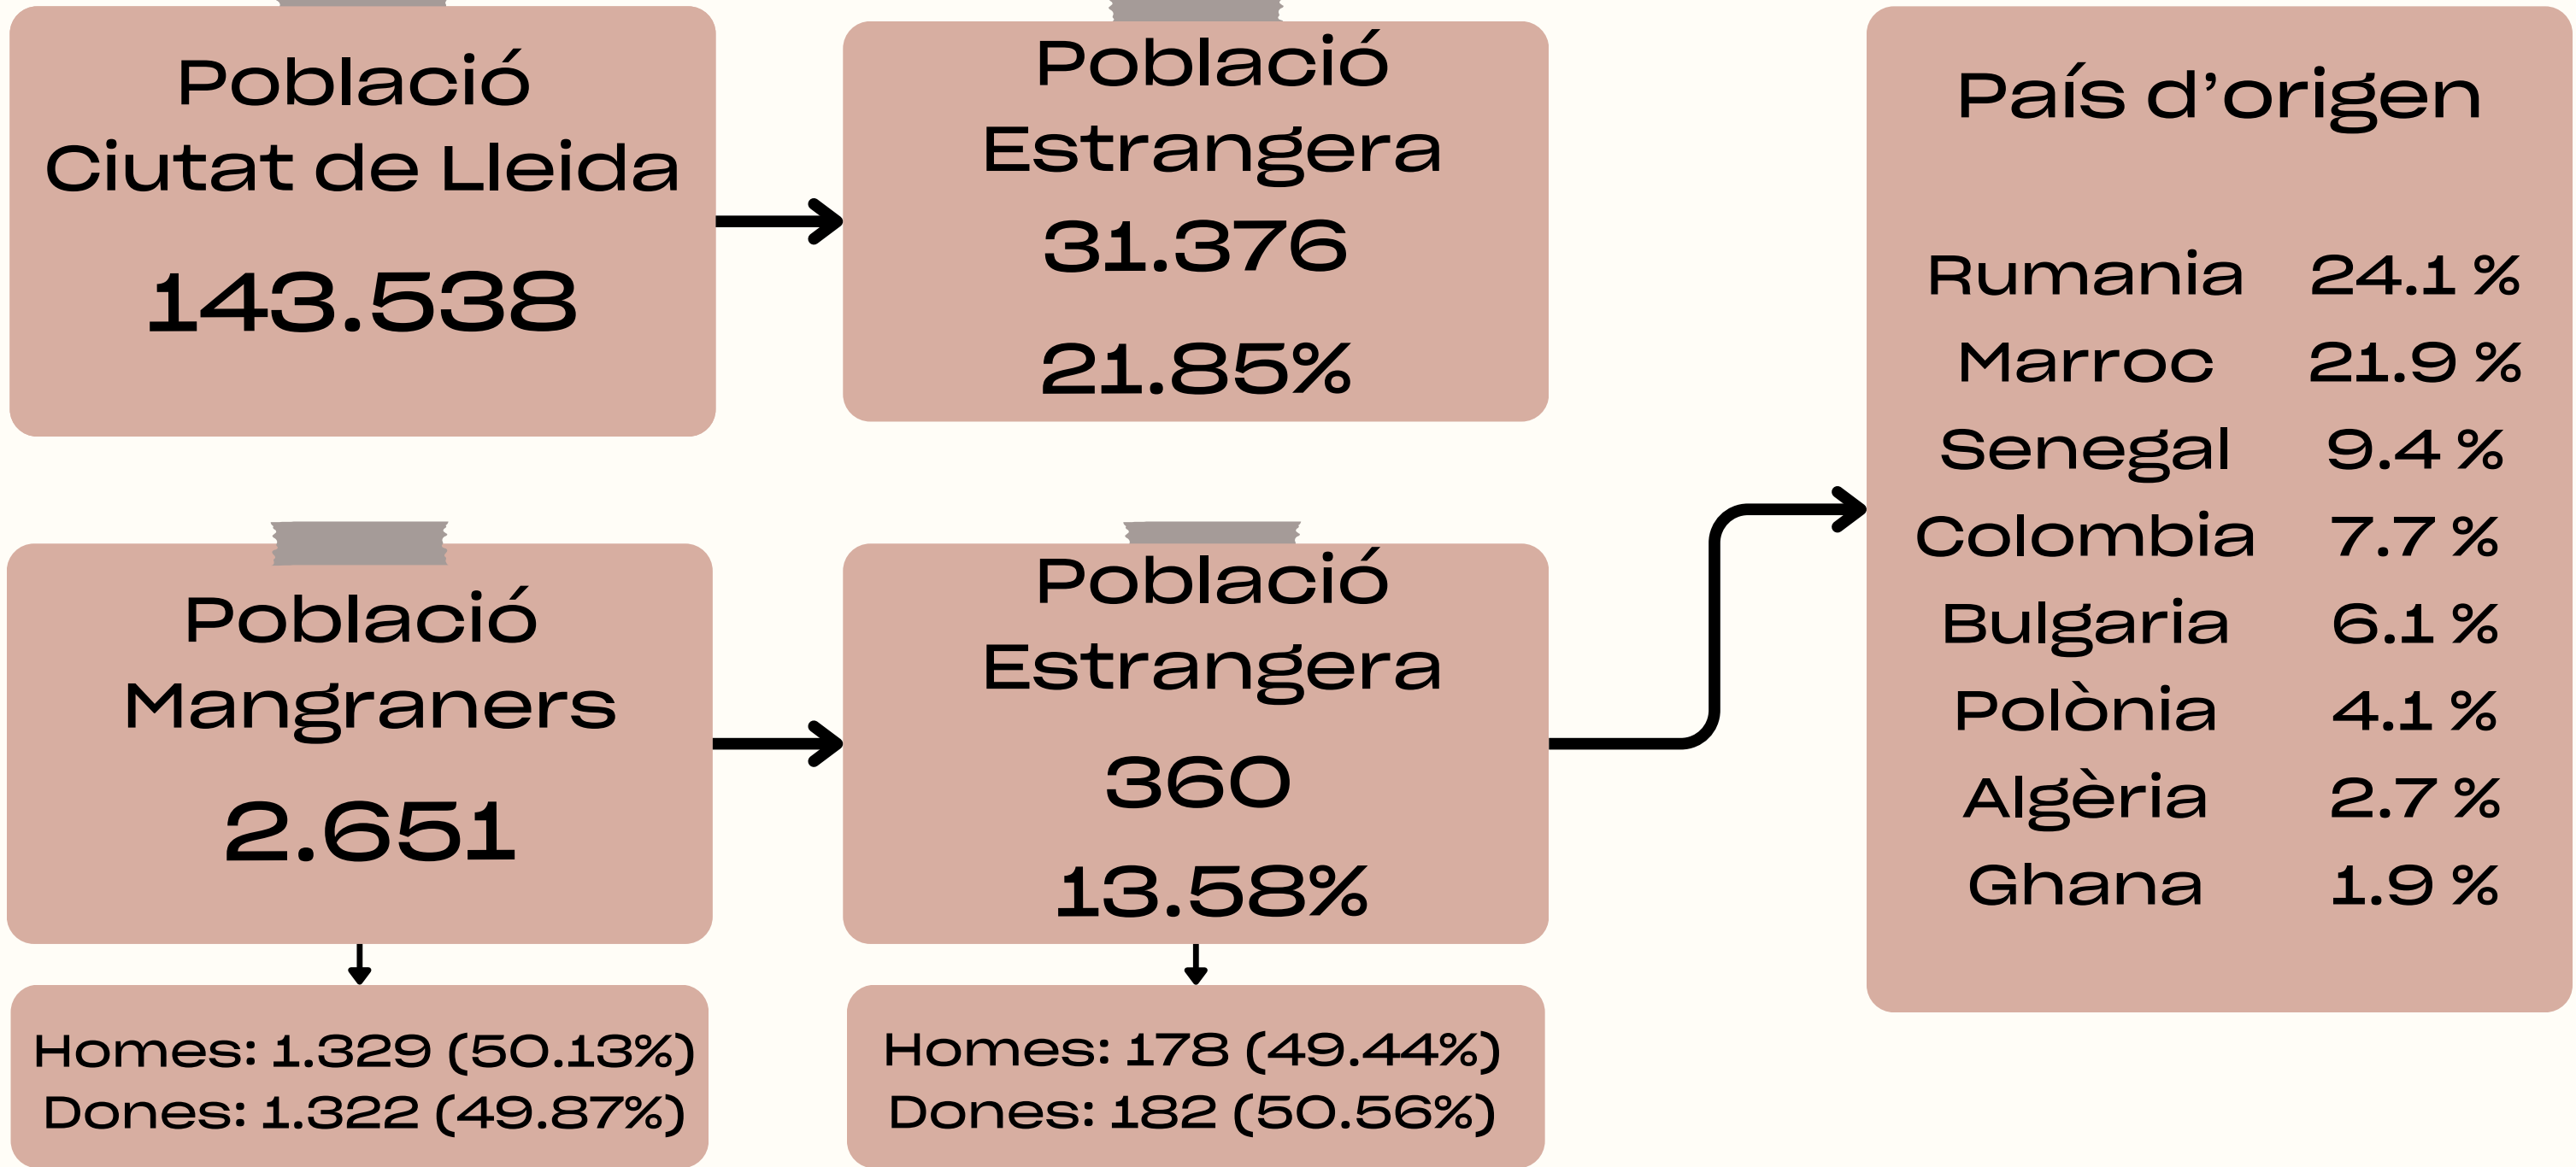 Població
Ciutat de Lleida
143.538
Població
Estrangera
31.376
21.85%
Població
Mangraners
2.651
Homes: 1.329 (50.13%)
Dones: 1.322 (49.87%)
Població
Estrangera
360
13.58%
Homes: 178 (49.44%)
Dones: 182 (50.56%)
País d’origen
Rumania 24.1 %
Marroc 21.9 %
Senegal 9.4 %
Colombia 7.7 %
Bulgaria 6.1 %
Polònia 4.1 %
Algèria 2.7 %
Ghana 1.9 %